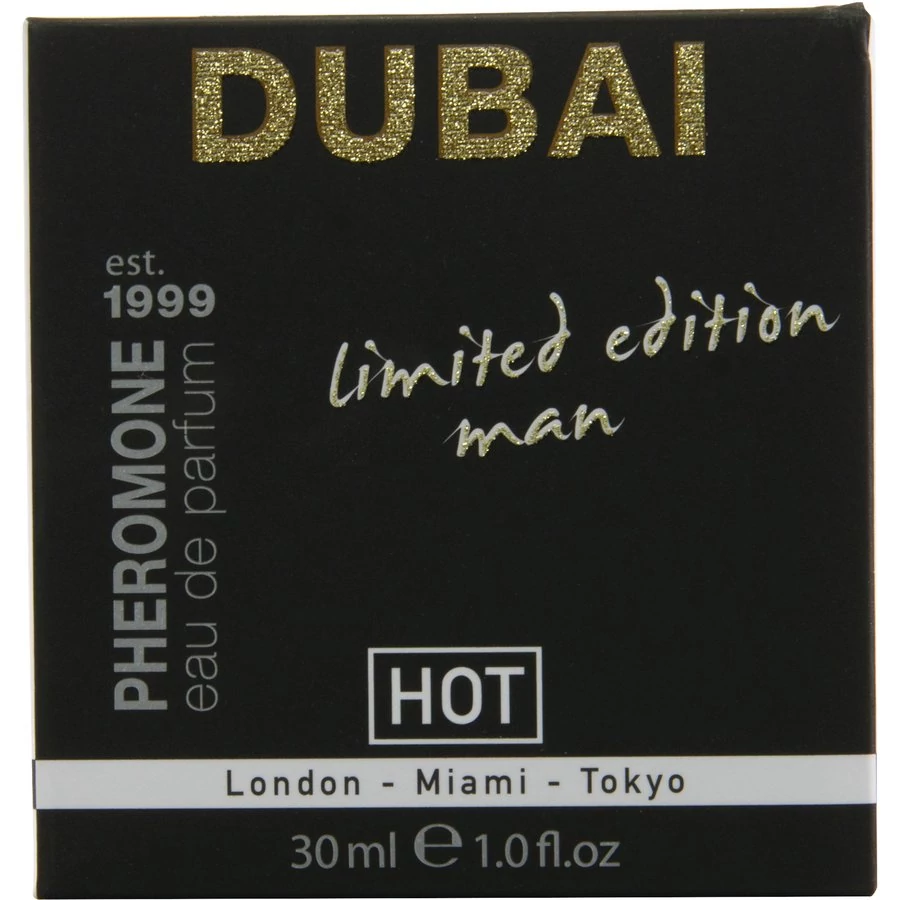 DUBAI
est.
1999
PHEROMONE
eau de parfum
limited edition
man
HOT
London - Miami - Tokyo
30 ml e 1.0 fl.oz